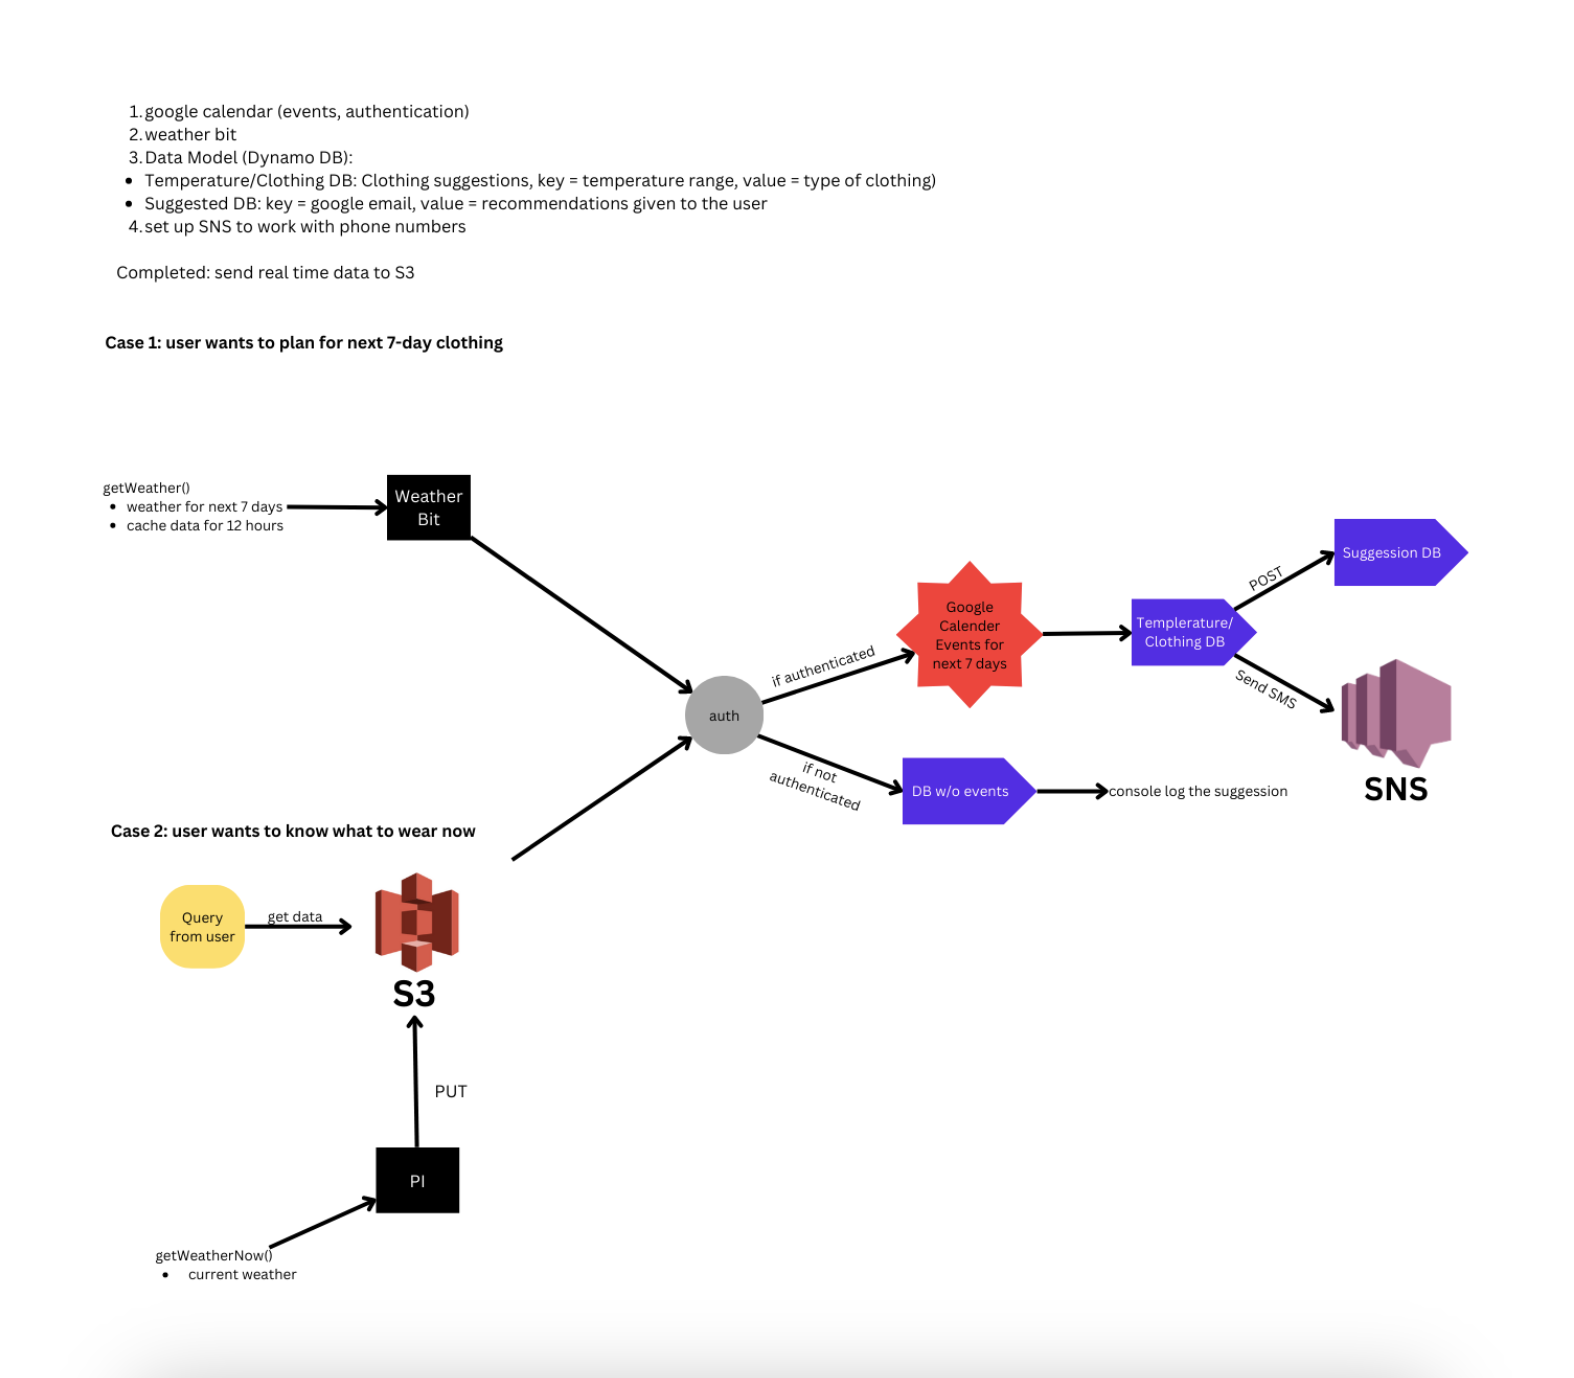 1. google calendar (events, authentication)
2. weather bit
3. Data Model (Dynamo DB):
• Temperature/Clothing DB: Clothing suggestions, key = temperature range, value = type of clothing)
• Suggested DB: key = google email, value = recommendations given to the user
4. set up SNS to work with phone numbers
Completed: send real time data to S3
Case 1: user wants to plan for next 7-day clothing
getWeather()
• weather for next 7 days
• cache data for 12 hours
Weather
Bit
auth
if authenticated
Google
Calender
Events for
next 7 days
Templerature/
Clothing DB
POST
Suggession DB
Send SMS
SNS
if not
authenticated
DB w/o events
console log the suggession
Case 2: user wants to know what to wear now
Query
from user
get data
S3
PUT
PI
getWeatherNow()
• current weather